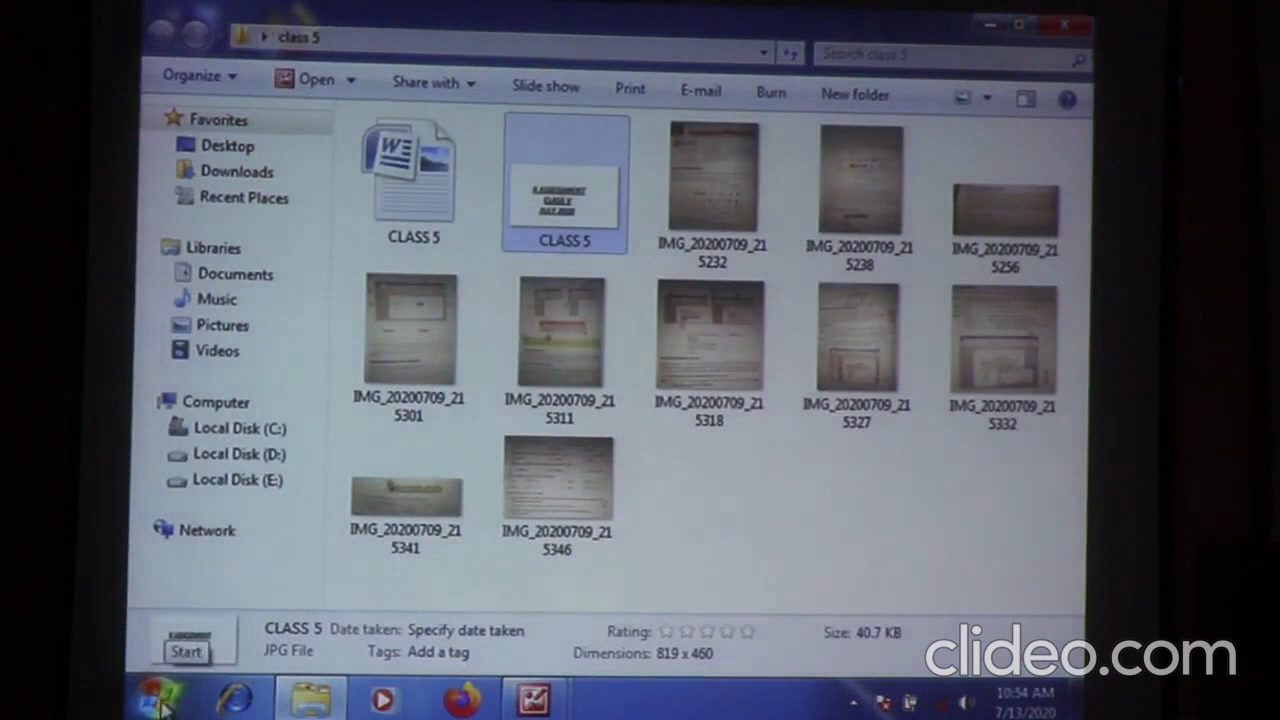 class 5
Search class 5
Organize
Open
Share with
Slide show
Print
E-mail
Burn
New folder
Favorites
Desktop
Downloads
Recent Places
Libraries
Documents
Music
Pictures
Videos
Computer
Local Disk (C:)
Local Disk (D:)
Local Disk (E:)
Network
W
CLASS 5
CLASS 5
IMG_20200709_21
5232
IMG_20200709_21
5238
IMG_20200709_21
5256
IMG_20200709_21
5301
IMG_20200709_21
5311
IMG_20200709_21
5318
IMG_20200709_21
5327
IMG_20200709_21
5332
IMG_20200709_21
5341
IMG_20200709_21
5346
CLASS 5 Date taken: Specify date taken
Rating:
Size: 40.7 KB
JPG File
Tags: Add a tag
Dimensions: 819 x 460
Start
clideo.com
10:54 AM
7/13/2020